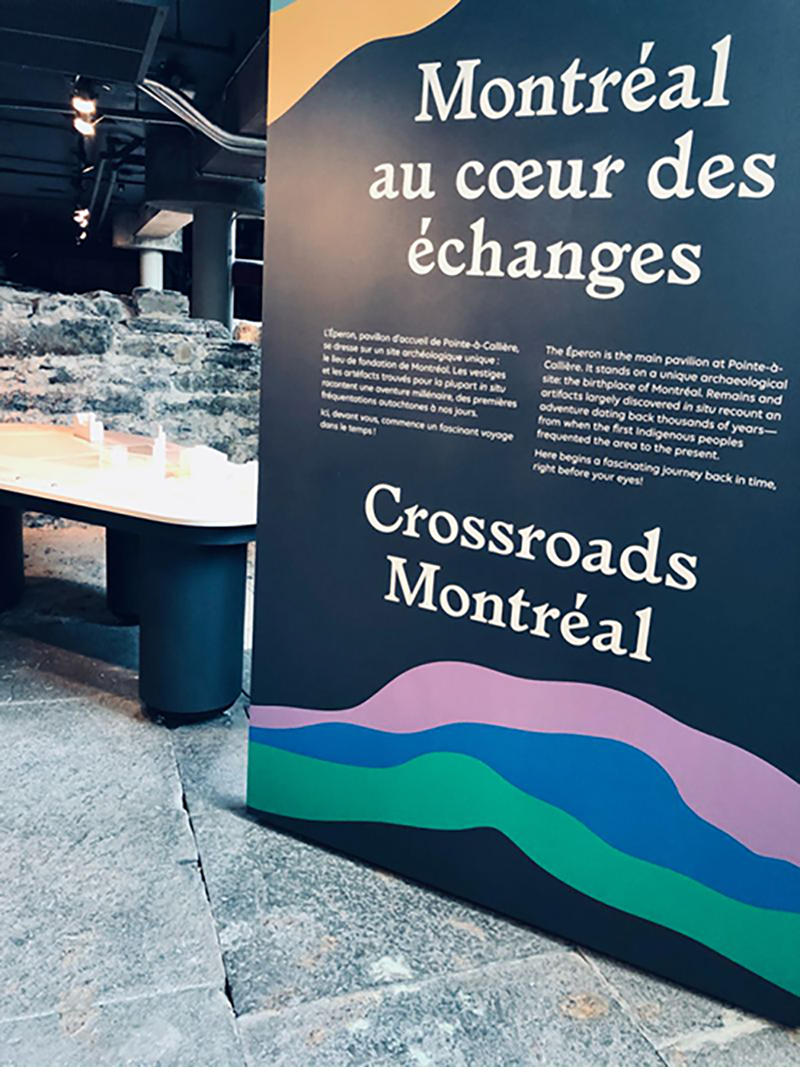 Montréal
au cœur des
échanges
L'Éperon, pavillon d'accueil de Pointe-à-Callière,
se dresse sur un site archéologique unique :
le lieu de fondation de Montréal. Les vestiges
et les artéfacts trouvés pour la plupart in situ
racontent une aventure millénaire, des premières
fréquentations autochtones à nos jours.
Ici, devant vous, commence un fascinant voyage
dans le temps !
The Éperon is the main pavilion at Pointe-à-
Callière. It stands on a unique archaeological
site: the birthplace of Montréal. Remains and
artifacts largely discovered in situ recount an
adventure dating back thousands of years—
from when the first Indigenous peoples
frequented the area to the present.
Here begins a fascinating journey back in time,
right before your eyes!
Crossroads
Montréal